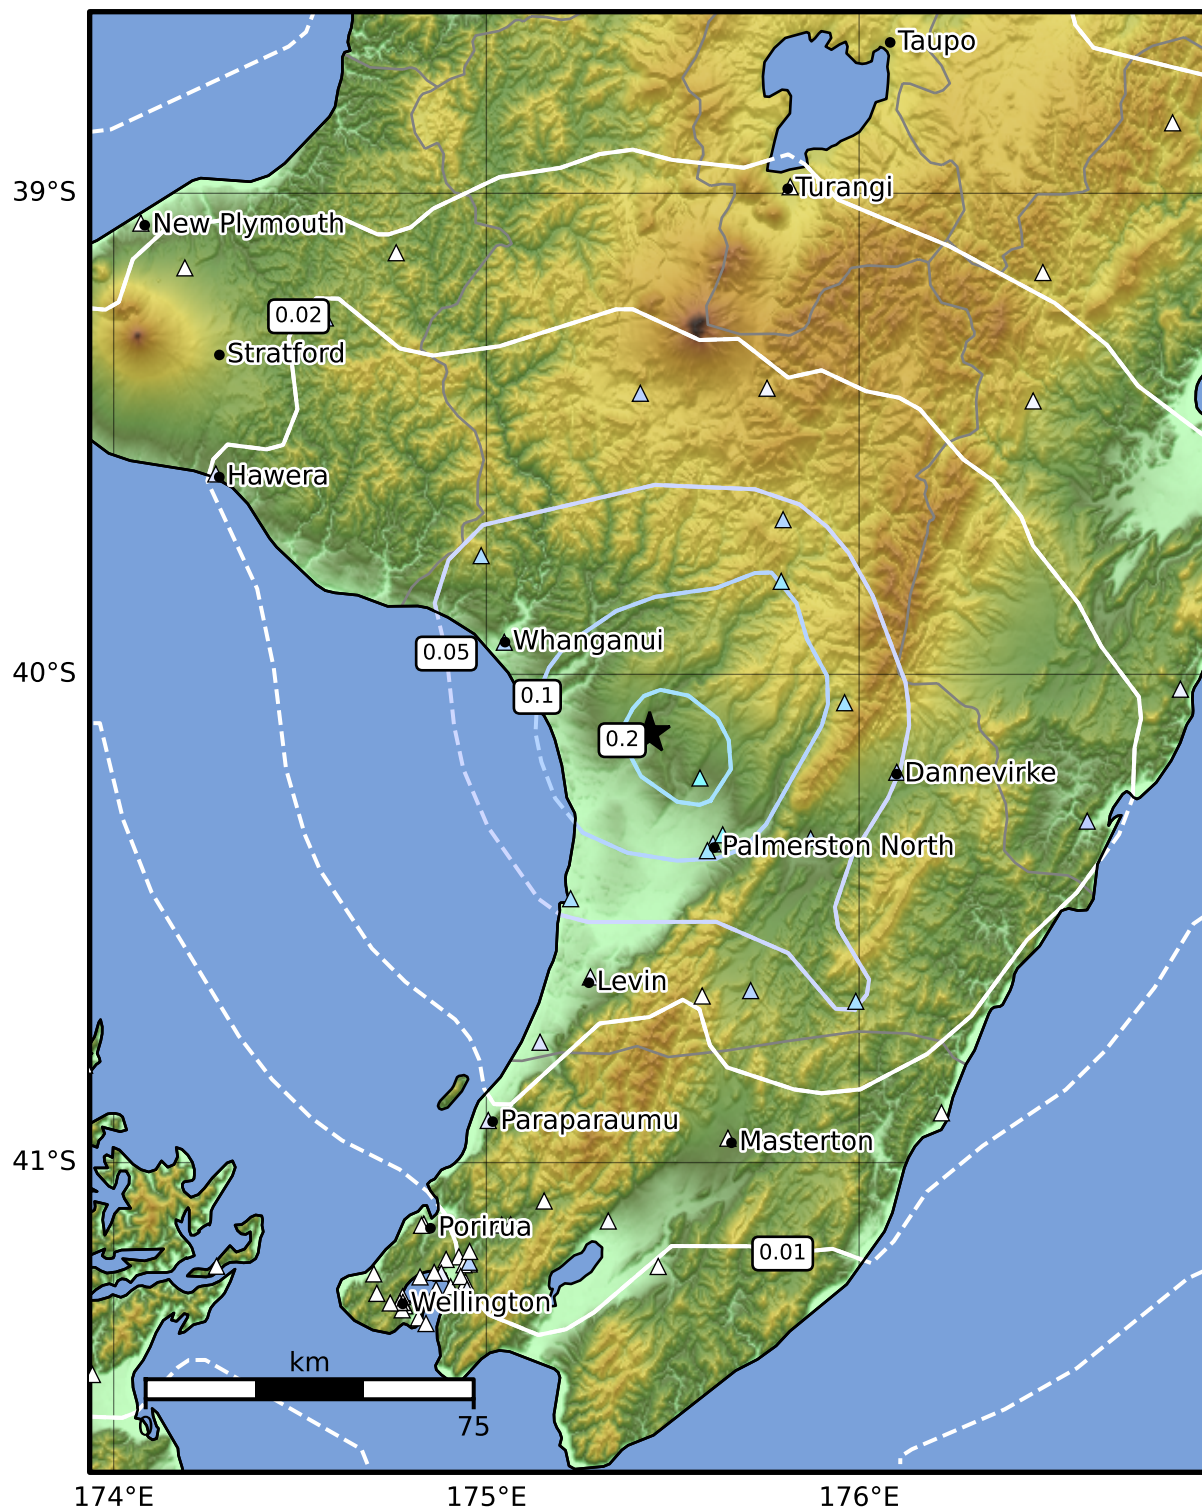 Taupo
39°S
Turangi
New Plymouth
0.02
Stratford
Hawera
Whanganui
0.05
40°S
0.1
0.2
Dannevirke
Palmerston North
Levin
Paraparaumu
Masterton
41°S
Porirua
0.01
Wellington
km
0
75
174°E
175°E
176°E